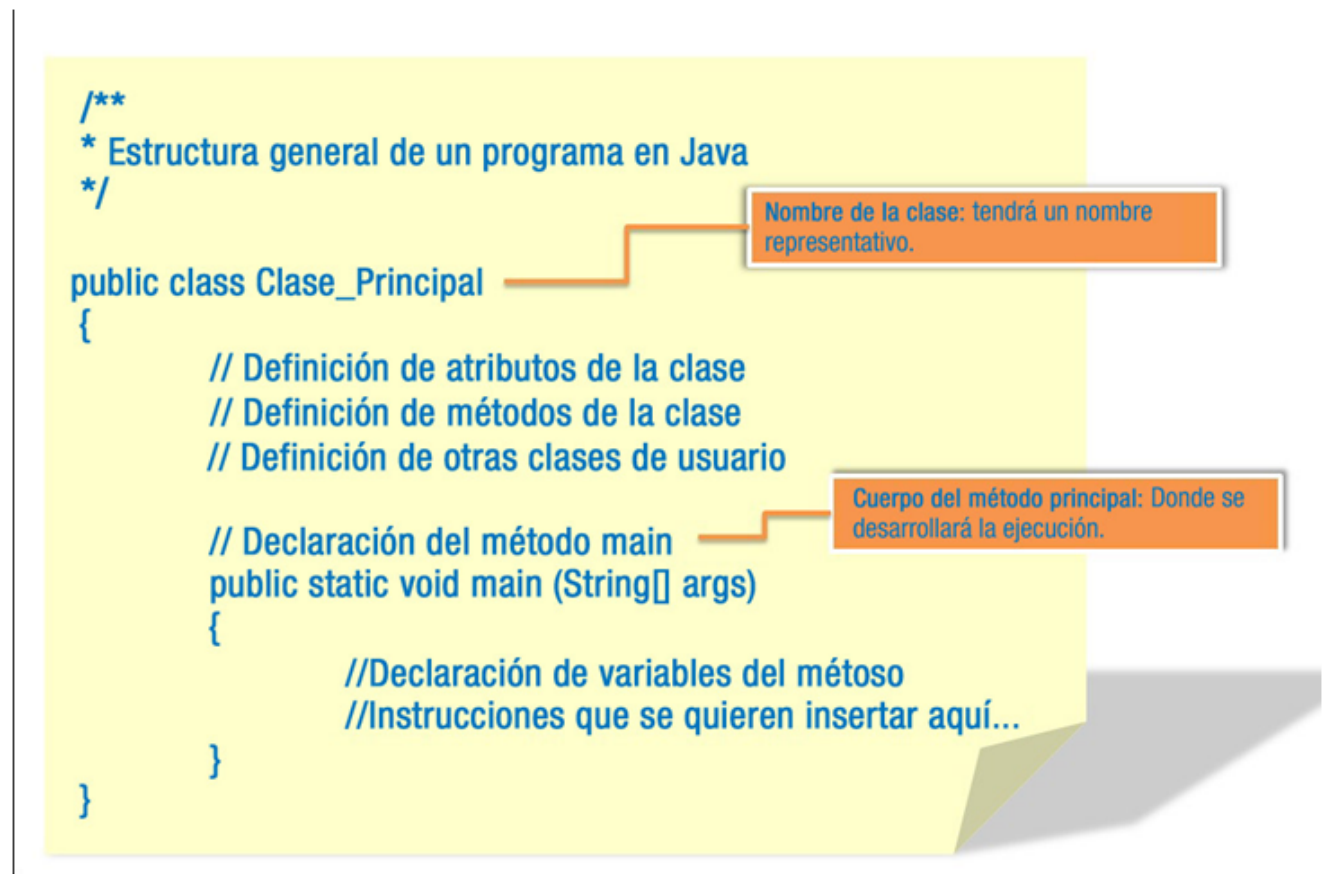 /**
* Estructura general de un programa en Java
*/
Nombre de la clase: tendrá un nombre
representativo.
public class Clase_Principal
{
// Definición de atributos de la clase
// Definición de métodos de la clase
// Definición de otras clases de usuario
Cuerpo del método principal: Donde se
desarrollará la ejecución.
// Declaración del método main
public static void main (String[] args)
{
//Declaración de variables del métoso
//Instrucciones que se quieren insertar aquí...
}
}